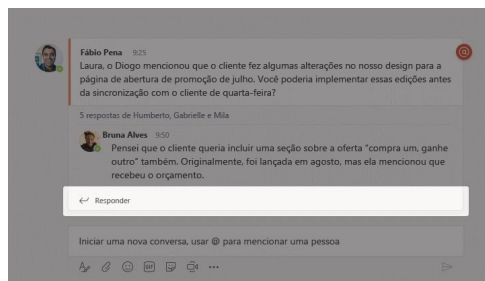 Fábio Pena 9:25
Laura, o Diogo mencionou que o cliente fez algumas alterações no nosso design para a
página de abertura de promoção de julho. Você poderia implementar essas edições antes
da sincronização com o cliente de quarta-feira?
5 respostas de Humberto, Gabrielle e Mila
Bruna Alves 9:50
Pensei que o cliente queria incluir uma seção sobre a oferta "compra um, ganhe
outro" também. Originalmente, foi lançada em agosto, mas ela mencionou que
recebeu o orçamento.
Responder
Iniciar uma nova conversa, usar @ para mencionar uma pessoa
GIF